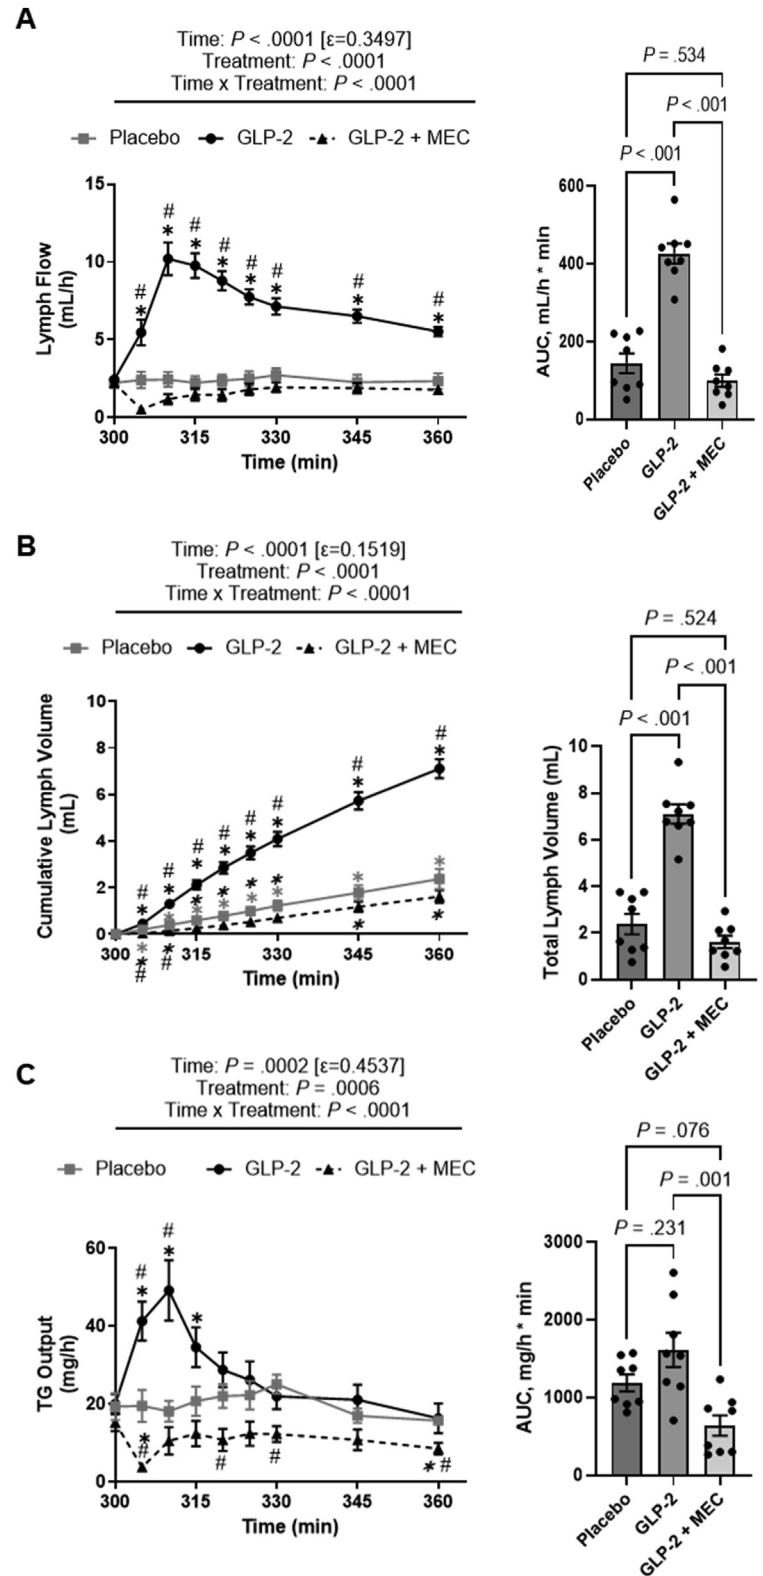 A
Time: P < .0001 [ε=0.3497]
Treatment: P < .0001
Time x Treatment: P < .0001
Placebo GLP-2 GLP-2 + MEC
15
10
5
0
Lymph Flow
(mL/h)
# # # # # # # #
* * * * * * * *
300 315 330 345 360
Time (min)
P = .534
P < .001
P < .001
600
400
200
0
AUC, mL/h * min
Placebo
GLP-2
GLP-2 + MEC
B
Time: P < .0001 [ε=0.1519]
Treatment: P < .0001
Time x Treatment: P < .0001
Placebo GLP-2 GLP-2 + MEC
10
8
6
4
2
0
Cumulative Lymph Volume
(mL)
# # # # # # # #
* * * * * * * *
* * * *
* * * * * * *
* *
*
* *
# #
300 315 330 345 360
Time (min)
P = .524
P < .001
P < .001
10
8
6
4
2
0
Total Lymph Volume (mL)
Placebo
GLP-2
GLP-2 + MEC
C
Time: P = .0002 [ε=0.4537]
Treatment: P = .0006
Time x Treatment: P < .0001
Placebo GLP-2 GLP-2 + MEC
60
40
20
0
TG Output
(mg/h)
# #
* * *
*
# # # * #
300 315 330 345 360
Time (min)
P = .076
P = .001
P = .231
3000
2000
1000
0
AUC, mg/h * min
Placebo
GLP-2
GLP-2 + MEC